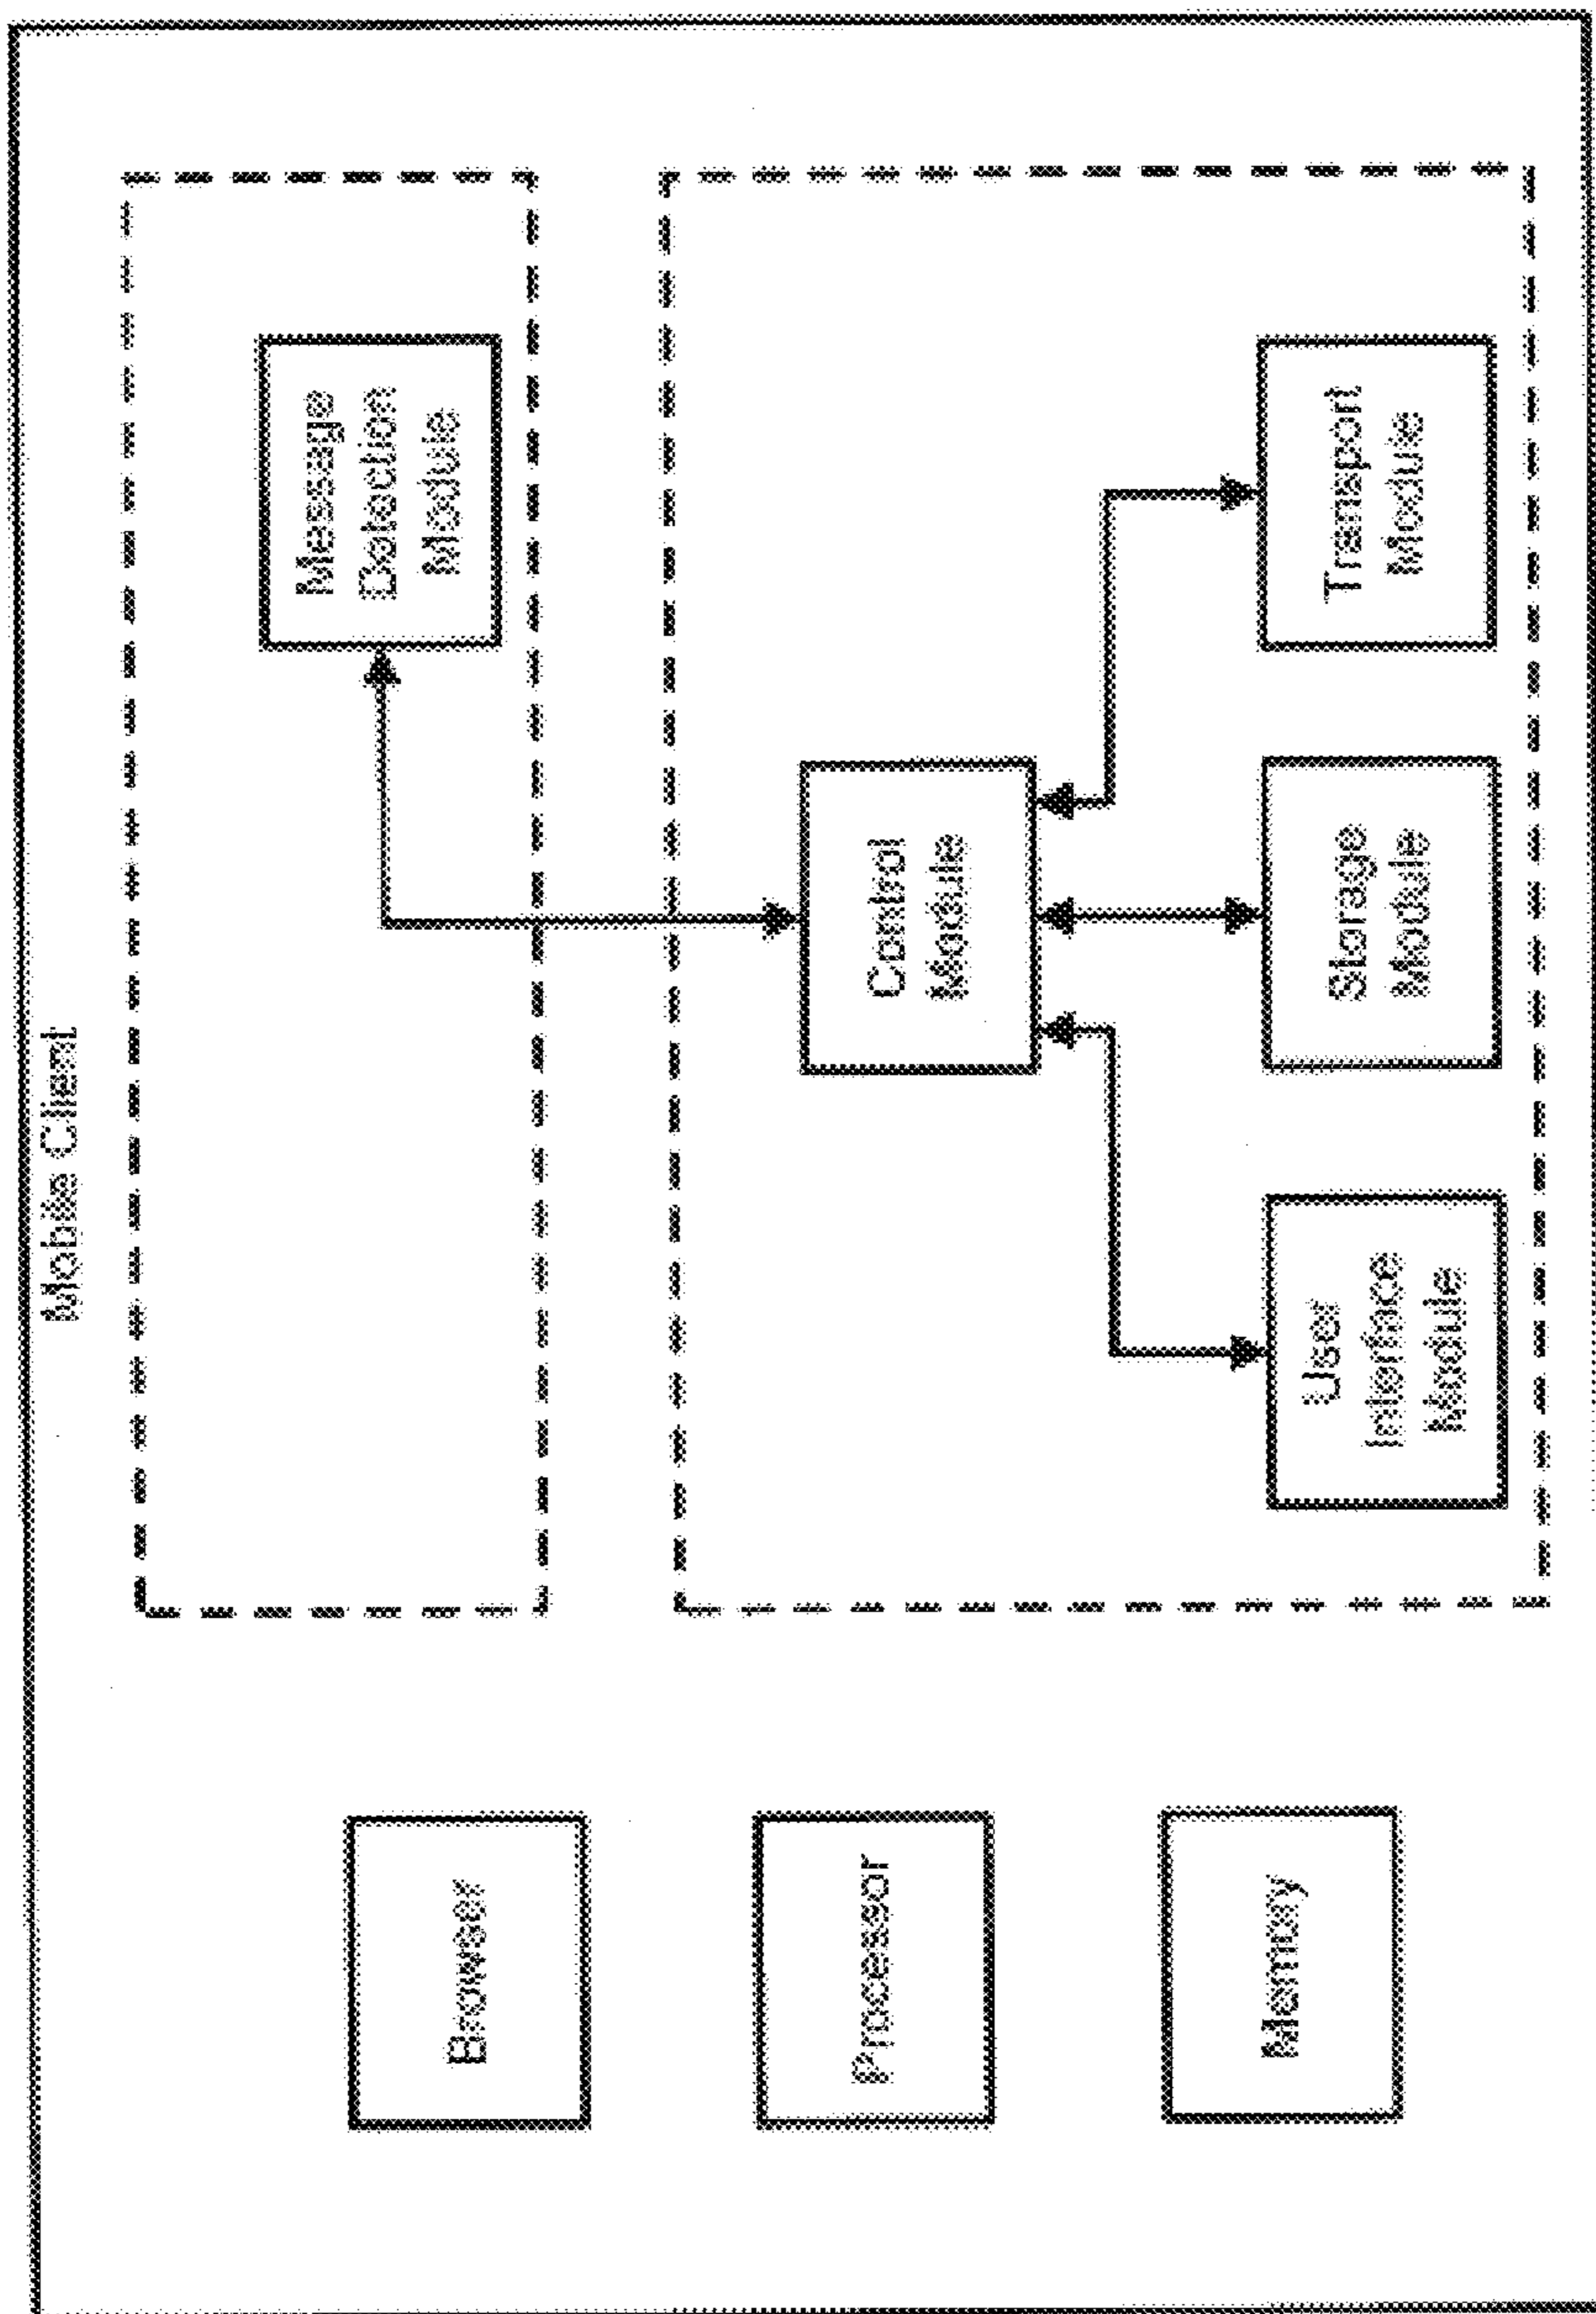 Mobile Client
Browser
Message
Detection
Module
Processor
Control
Module
Memory
User
Interface
Module
Storage
Module
Transport
Module